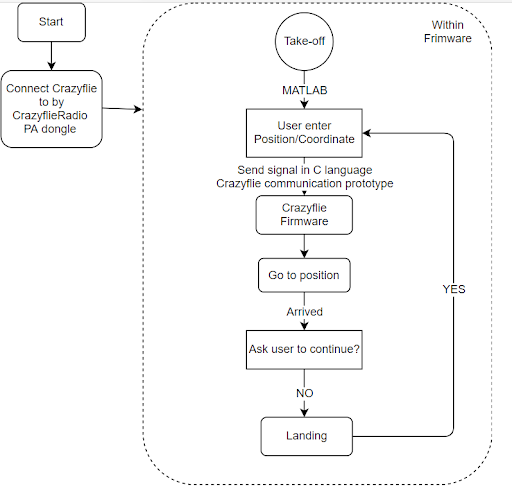 Start
Connect Crazyflie
to by
CrazyflieRadio
PA dongle
Within
Frimware
Take-off
MATLAB
User enter
Position/Coordinate
Send signal in C language
Crazyflie communication prototype
Crazyflie
Firmware
Go to position
Arrived
Ask user to continue?
YES
NO
Landing